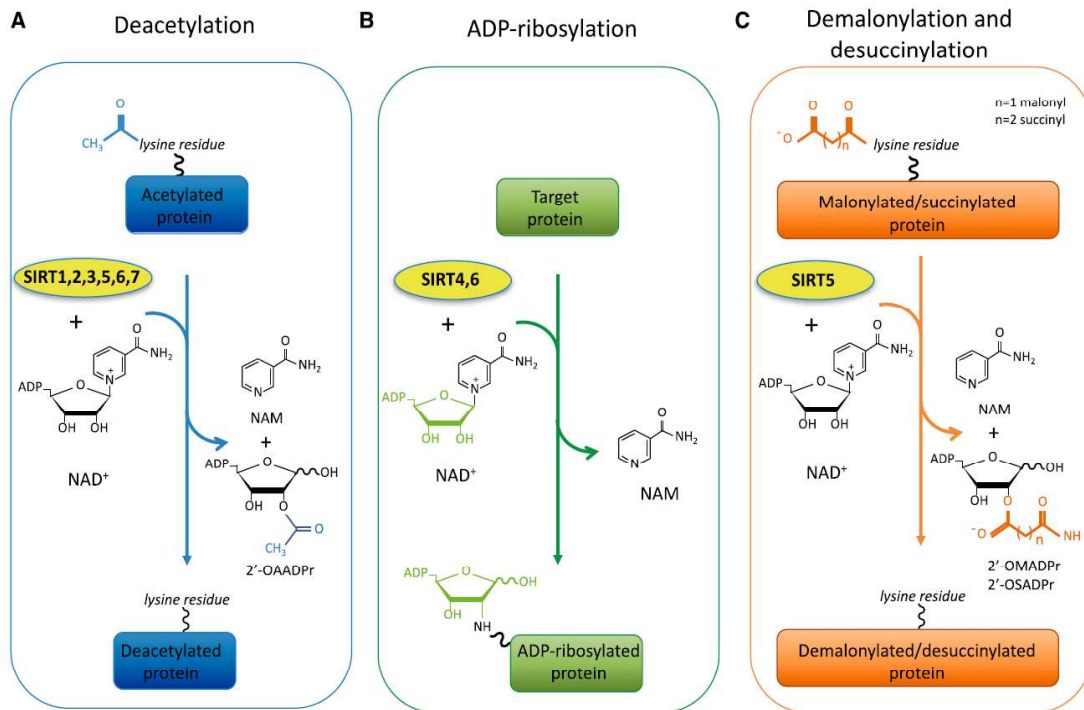 A
Deacetylation
O
CH3
lysine residue
Acetylated
protein
SIRT1,2,3,5,6,7
+
O
NH2
N
+
ADP
O
OH
OH
NAD+
O
NH2
N
NAM
+
ADP
O
OH
OH
O
O
CH3
2'-OAADPr
lysine residue
Deacetylated
protein
B
ADP-ribosylation
Target
protein
SIRT4,6
+
O
NH2
N
+
ADP
O
OH
OH
NAD+
O
NH2
N
NAM
ADP
O
OH
OH
NH
ADP-ribosylated
protein
C
Demalonylation and
desuccinylation
n=1 malonyl
n=2 succinyl
O
O
-O
n
lysine residue
Malonylated/succinylated
protein
SIRT5
+
O
NH2
N
+
ADP
O
OH
OH
NAD+
O
NH2
N
NAM
+
ADP
O
OH
OH
O
O
-O
n
NH
2'-OMADPr
2'-OSADPr
lysine residue
Demalonylated/desuccinylated
protein